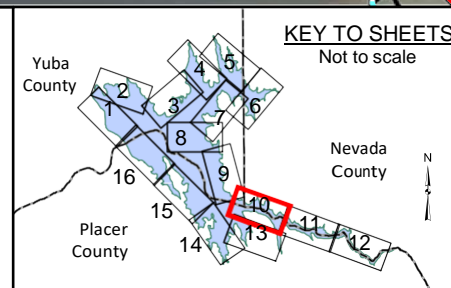 KEY TO SHEETS
Not to scale
Yuba
County
4
5
2
1
3
6
7
8
Nevada
County
9
16
N
10
15
11
Placer
County
13
12
14